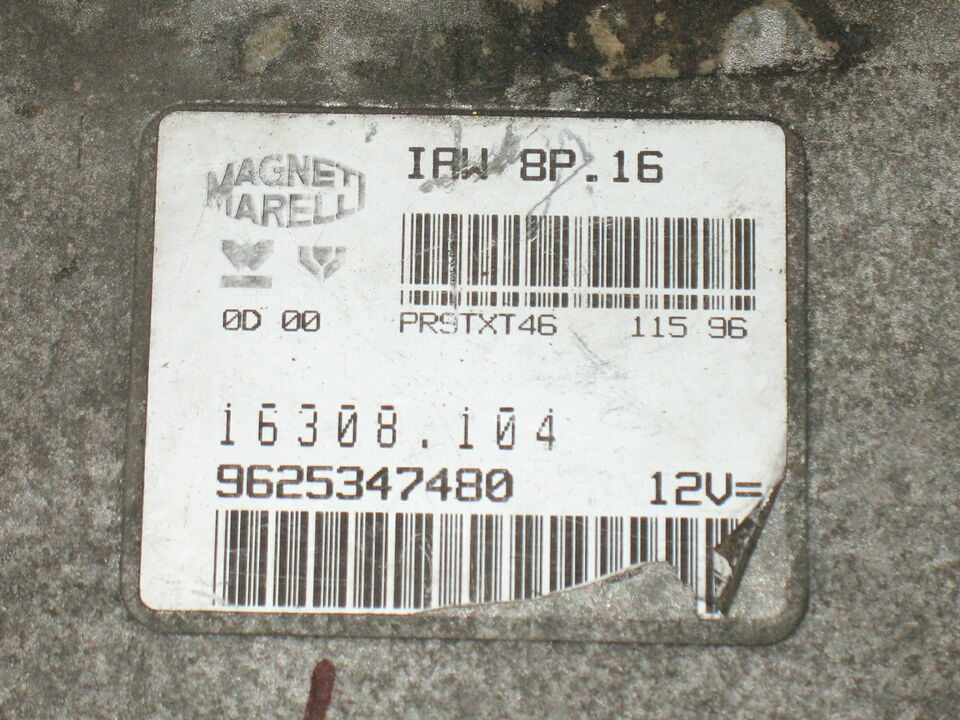 MAGNETI
MARELLI
IAW 8P.16
0D 00
PR9TXT46 115 96
16308.104
9625347480 12V=